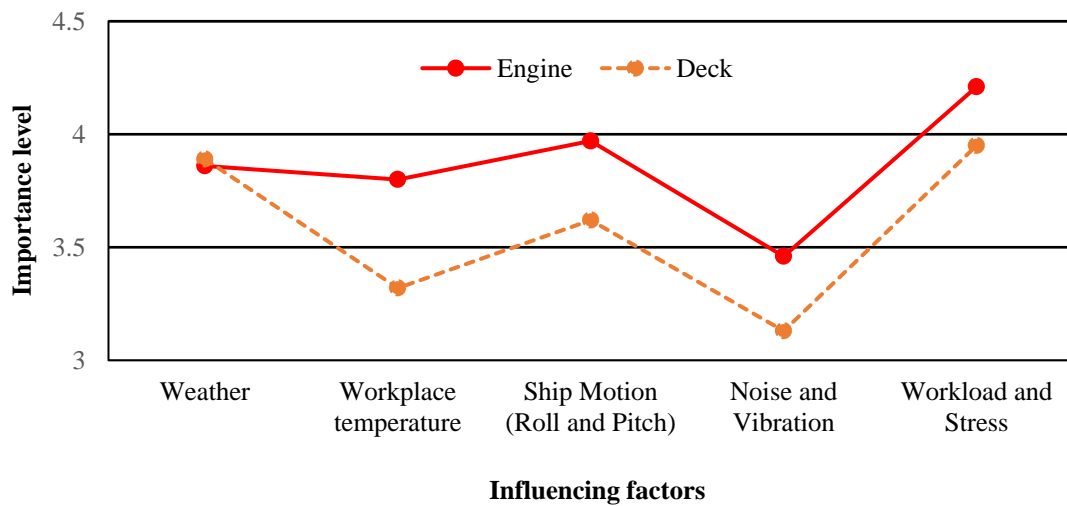 4.5
Engine
Deck
4
3.5
3
Importance level
Weather
Workplace
temperature
Ship Motion
(Roll and Pitch)
Noise and
Vibration
Workload and
Stress
Influencing factors